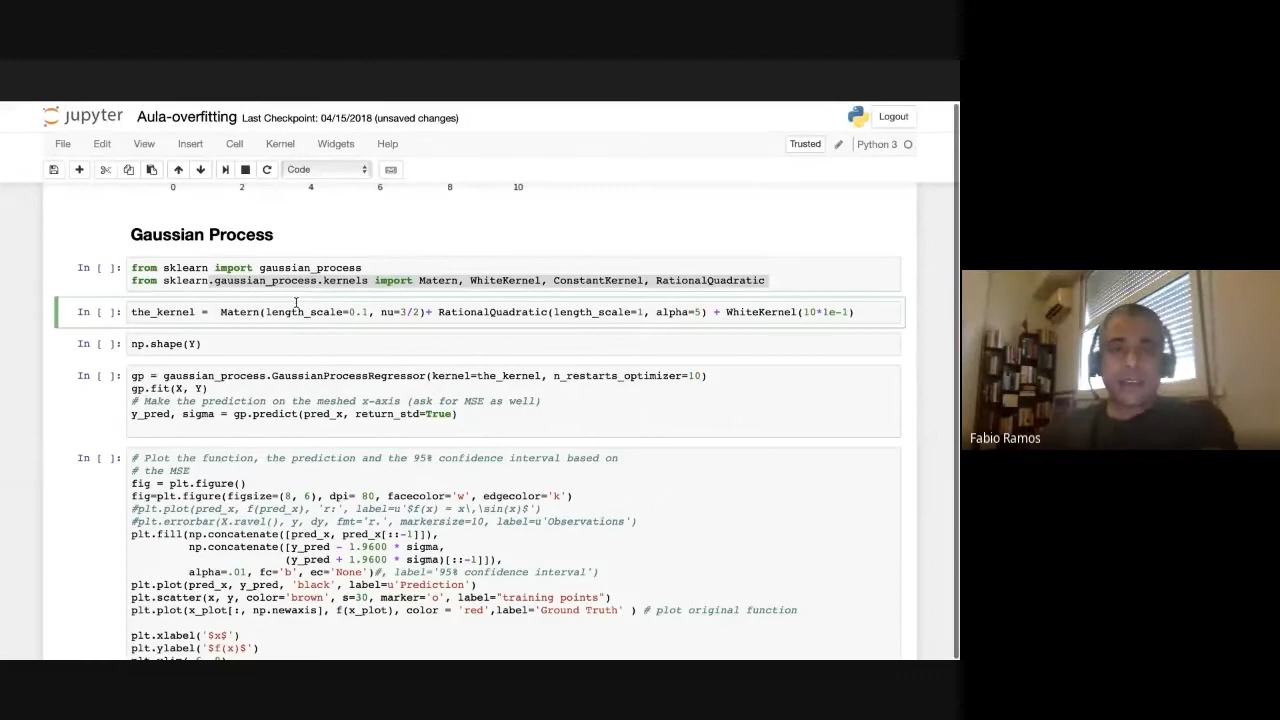 jupyter Aula-overfitting Last Checkpoint: 04/15/2018 (unsaved changes) Logout
File Edit View Insert Cell Kernel Widgets Help Trusted Python 3
Code
0 2 4 6 8 10
Gaussian Process
In [ ]: from sklearn import gaussian_process
from sklearn.gaussian_process.kernels import Matern, WhiteKernel, ConstantKernel, RationalQuadratic
In [ ]: the_kernel =  Matern(length_scale=0.1, nu=3/2)+ RationalQuadratic(length_scale=1, alpha=5) + WhiteKernel(10*1e-1)
In [ ]: np.shape(Y)
In [ ]: gp = gaussian_process.GaussianProcessRegressor(kernel=the_kernel, n_restarts_optimizer=10)
gp.fit(X, Y)
# Make the prediction on the meshed x-axis (ask for MSE as well)
y_pred, sigma = gp.predict(pred_x, return_std=True)
In [ ]: # Plot the function, the prediction and the 95% confidence interval based on
# the MSE
fig = plt.figure()
fig=plt.figure(figsize=(8, 6), dpi= 80, facecolor='w', edgecolor='k')
#plt.plot(pred_x, f(pred_x), 'r:', label=u'$f(x) = x\,\sin(x)$')
#plt.errorbar(X.ravel(), y, dy, fmt='r.', markersize=10, label=u'Observations')
plt.fill(np.concatenate([pred_x, pred_x[::-1]]),
np.concatenate([y_pred - 1.9600 * sigma,
(y_pred + 1.9600 * sigma)[::-1]]),
alpha=.01, fc='b', ec='None')#, label='95% confidence interval')
plt.plot(pred_x, y_pred, 'black', label=u'Prediction')
plt.scatter(x, y, color='brown', s=30, marker='o', label="training points")
plt.plot(x_plot[:, np.newaxis], f(x_plot), color = 'red',label='Ground Truth' ) # plot original function
plt.xlabel('$x$')
plt.ylabel('$f(x)$')
Fabio Ramos